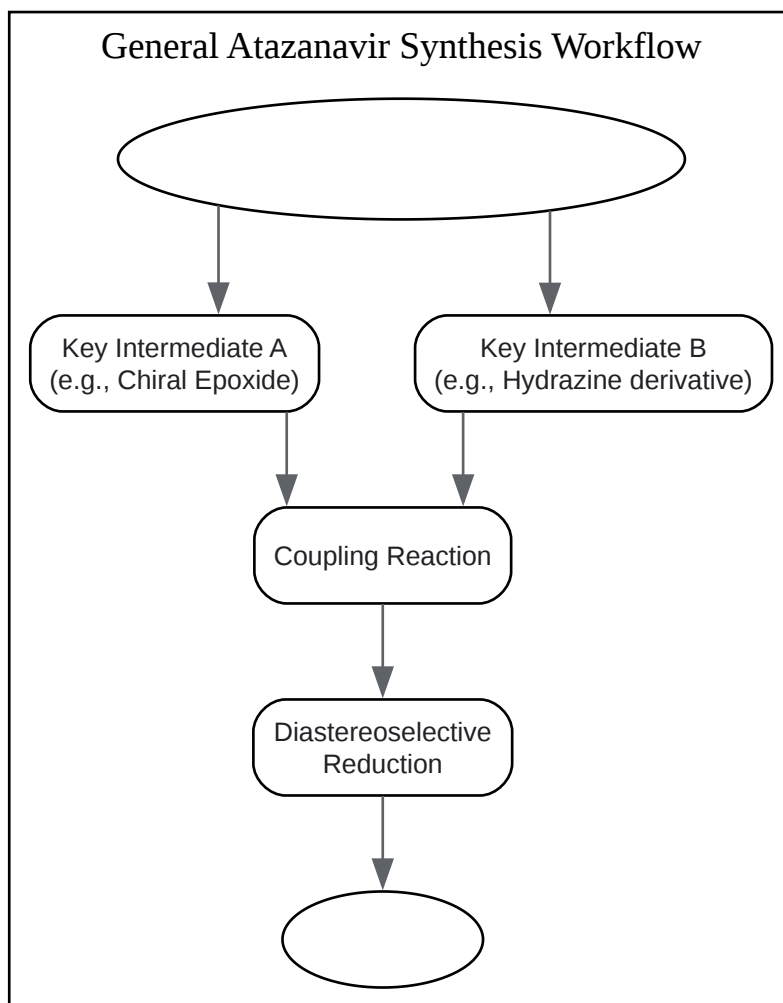 General Atazanavir Synthesis Workflow
Key Intermediate A
(e.g., Chiral Epoxide)
Key Intermediate B
(e.g., Hydrazine derivative)
Coupling Reaction
Diastereoselective
Reduction